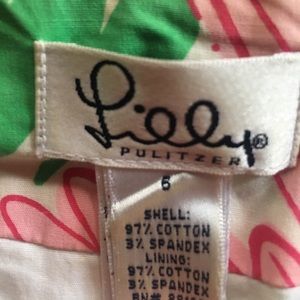 Lilly®
PULITZER
6
SHELL:
97% COTTON
3% SPANDEX
LINING:
97% COTTON
3% SPANDEX